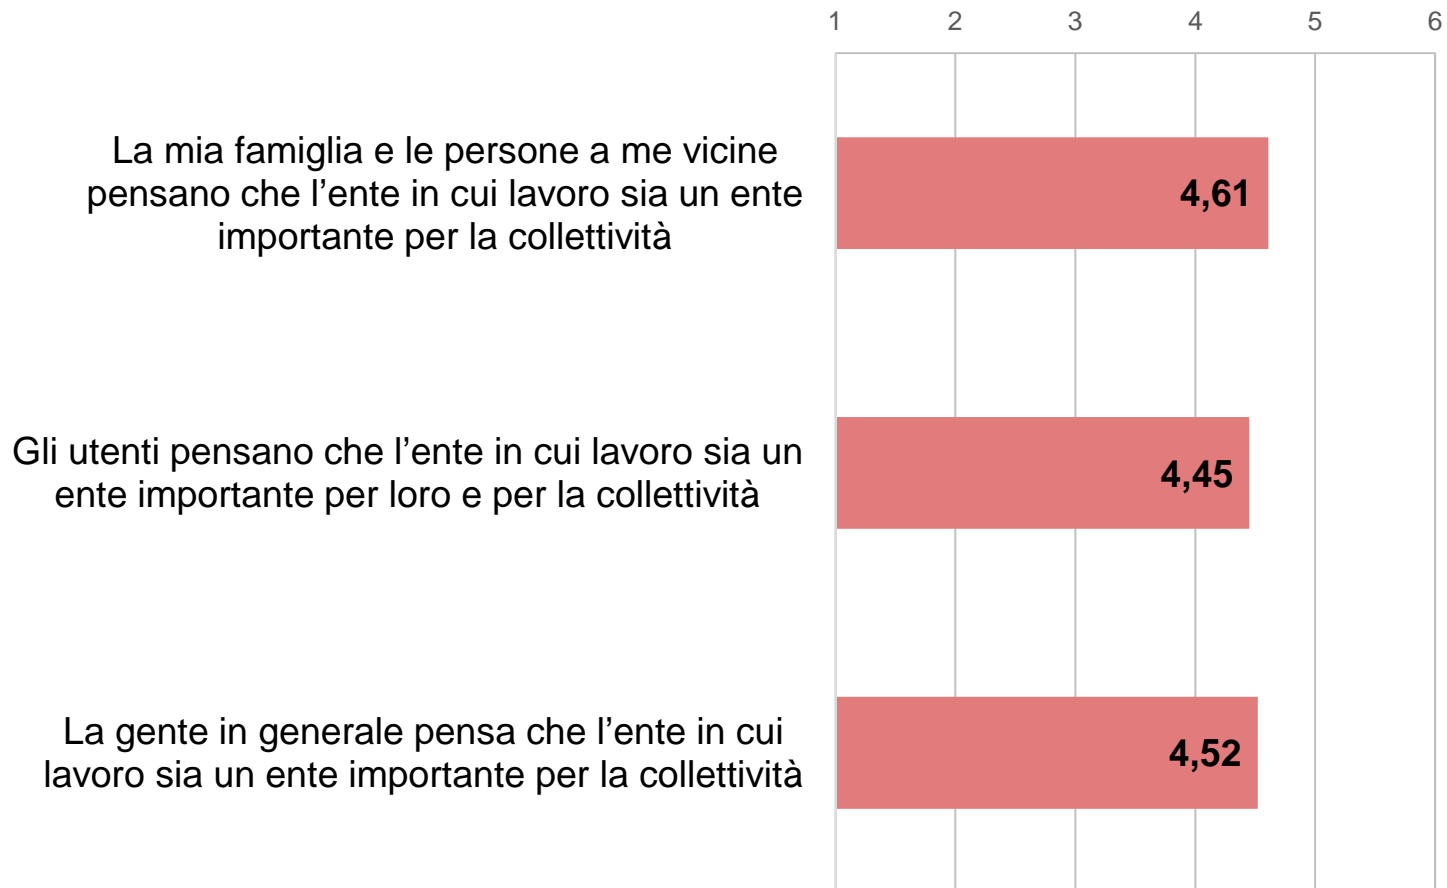 1 2 3 4 5 6
La mia famiglia e le persone a me vicine
pensano che l’ente in cui lavoro sia un ente
importante per la collettività
4,61
Gli utenti pensano che l’ente in cui lavoro sia un
ente importante per loro e per la collettività
4,45
La gente in generale pensa che l’ente in cui
lavoro sia un ente importante per la collettività
4,52